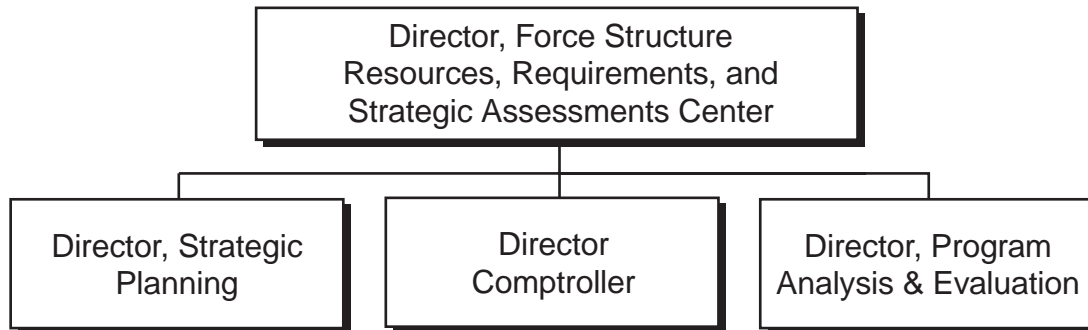 Director, Force Structure
Resources, Requirements, and
Strategic Assessments Center
Director, Strategic
Planning
Director
Comptroller
Director, Program
Analysis & Evaluation